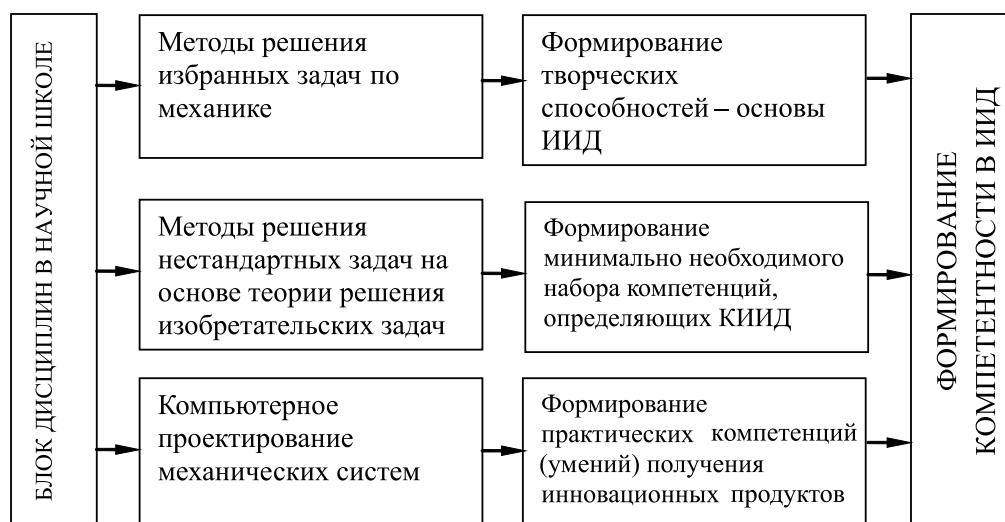 БЛОК ДИСЦИПЛИН В НАУЧНОЙ ШКОЛЕ
Методы решения
избранных задач по
механике
Формирование
творческих
способностей – основы
ИИД
Методы решения
нестандартных задач на
основе теории решения
изобретательских задач
Формирование
минимально необходимого
набора компетенций,
определяющих КИИД
Компьютерное
проектирование
механических систем
Формирование
практических компетенций
(умений) получения
инновационных продуктов
ФОРМИРОВАНИЕ
КОМПЕТЕНТНОСТИ В ИИД